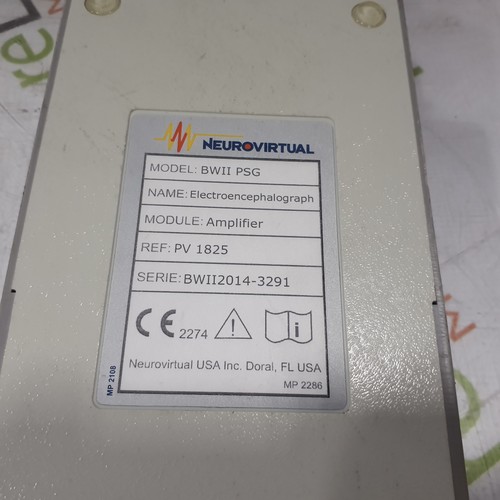 NEUROVIRTUAL
MODEL: BWII PSG
NAME: Electroencephalograph
MODULE: Amplifier
REF: PV 1825
SERIE: BWII2014-3291
CE 2274
Neurovirtual USA Inc. Doral, FL USA
MP 2286
MP 2108